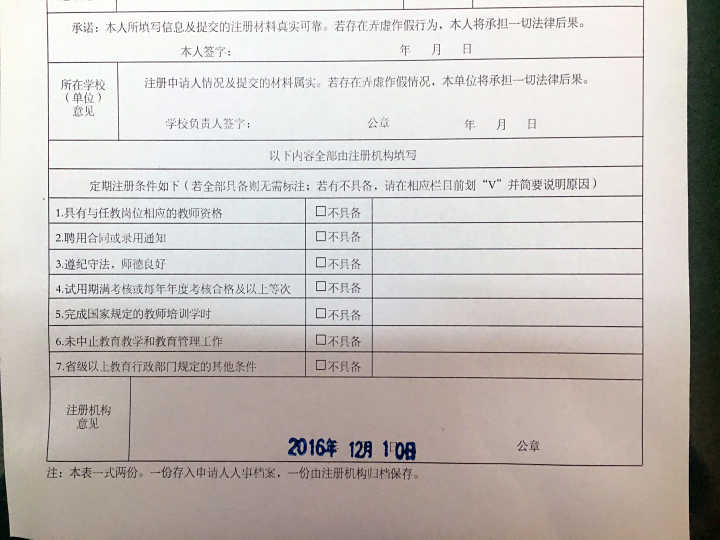 承诺：本人所填写信息及提交的注册材料真实可靠。若存在弄虚作假行为，本人将承担一切法律后果。
本人签字： 年 月 日
所在学校
（单位）
意见
注册申请人情况及提交的材料属实。若存在弄虚作假情况，本单位将承担一切法律后果。
学校负责人签字： 公章 年 月 日
以下内容全部由注册机构填写
定期注册条件如下（若全部具备则无需标注；若有不具备，请在相应栏目前划“V”并简要说明原因）
1.具有与任教岗位相应的教师资格 □不具备
2.聘用合同或录用通知 □不具备
3.遵纪守法，师德良好 □不具备
4.试用期满考核或每年年度考核合格及以上等次 □不具备
5.完成国家规定的教师培训学时 □不具备
6.未中止教育教学和教育管理工作 □不具备
7.省级以上教育行政部门规定的其他条件 □不具备
注册机构
意见
2016年 12月 10日 公章
注：本表一式两份。一份存入申请人人事档案，一份由注册机构归档保存。